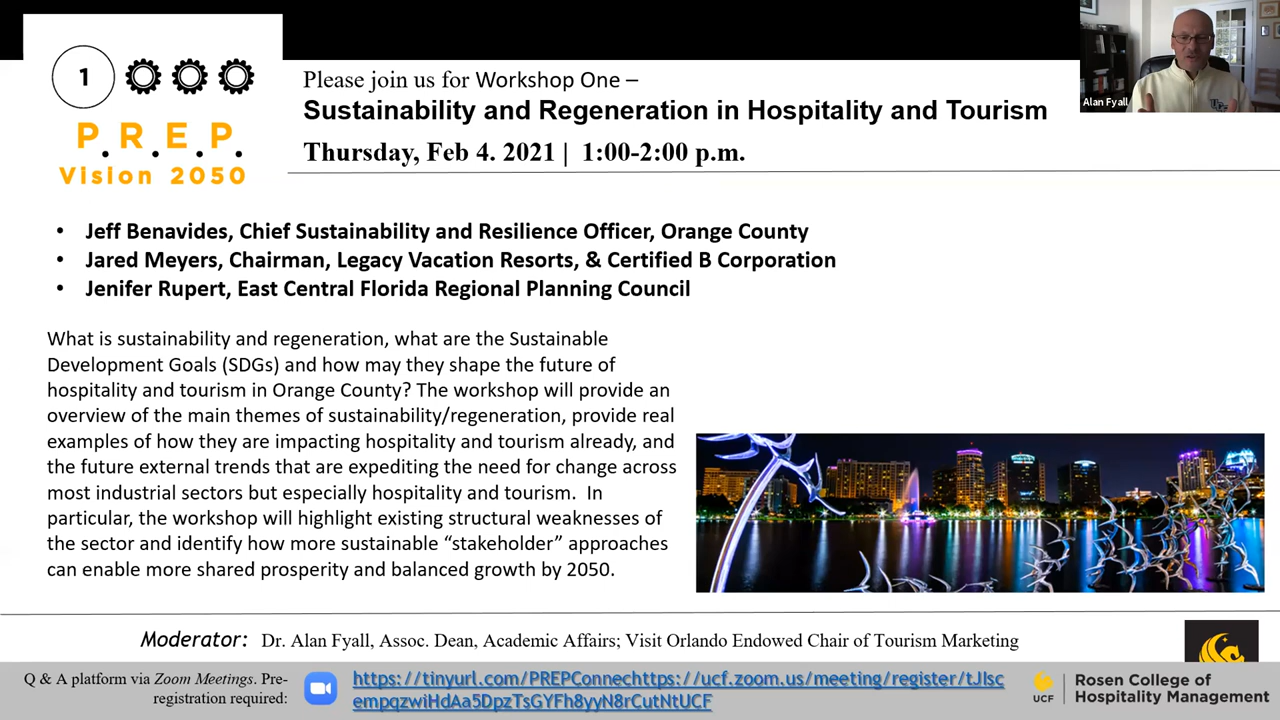 1
P.R.E.P.
Vision 2050
Please join us for Workshop One –
Sustainability and Regeneration in Hospitality and Tourism
Thursday, Feb 4. 2021 | 1:00-2:00 p.m.
Alan Fyall
• Jeff Benavides, Chief Sustainability and Resilience Officer, Orange County
• Jared Meyers, Chairman, Legacy Vacation Resorts, & Certified B Corporation
• Jenifer Rupert, East Central Florida Regional Planning Council
What is sustainability and regeneration, what are the Sustainable
Development Goals (SDGs) and how may they shape the future of
hospitality and tourism in Orange County? The workshop will provide an
overview of the main themes of sustainability/regeneration, provide real
examples of how they are impacting hospitality and tourism already, and
the future external trends that are expediting the need for change across
most industrial sectors but especially hospitality and tourism. In
particular, the workshop will highlight existing structural weaknesses of
the sector and identify how more sustainable “stakeholder” approaches
can enable more shared prosperity and balanced growth by 2050.
Moderator: Dr. Alan Fyall, Assoc. Dean, Academic Affairs; Visit Orlando Endowed Chair of Tourism Marketing
Q & A platform via Zoom Meetings. Pre-
registration required:
https://tinyurl.com/PREPConnechttps://ucf.zoom.us/meeting/register/tJIsc
empqzwiHdAa5DpzTsGYFh8yyN8rCutNtUCF
UCF
Rosen College of
Hospitality Management